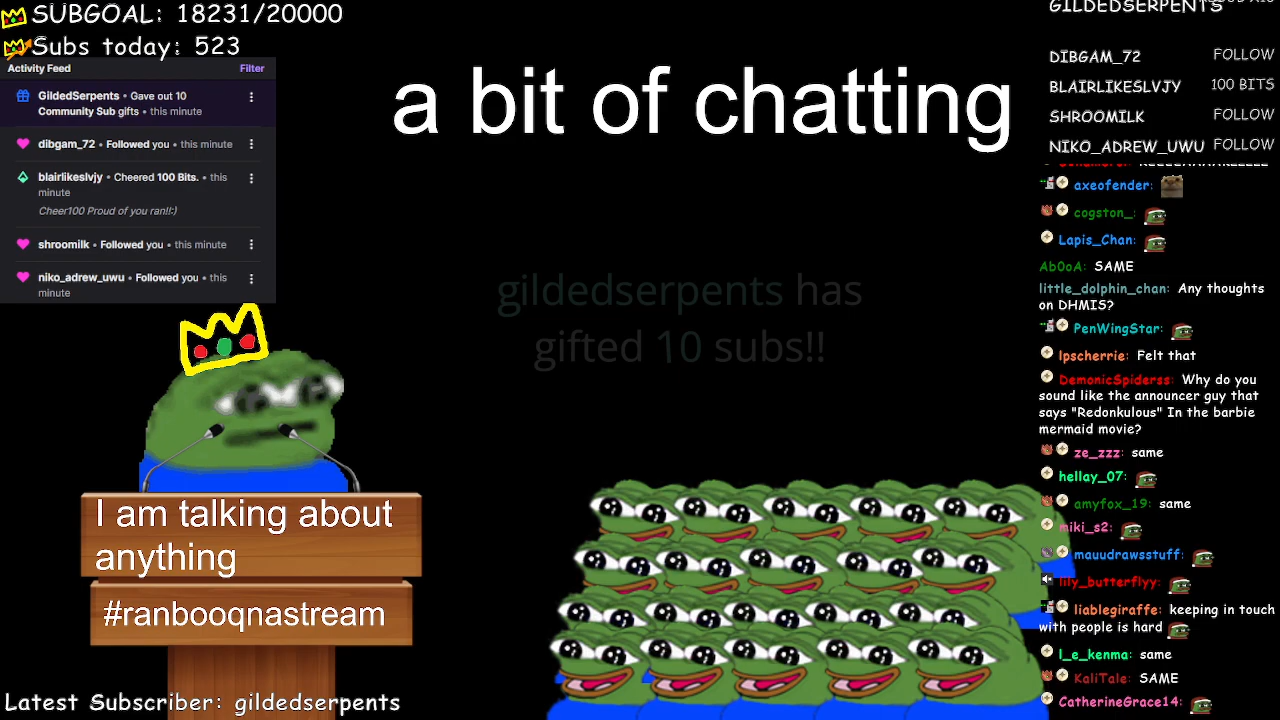 SUBGOAL: 18231/20000
Subs today: 523
Activity Feed
Filter
GildedSerpents • Gave out 10
Community Sub gifts • this minute
dibgam_72 • Followed you • this minute
blairlikeslvjy • Cheered 100 Bits. • this
minute
Cheer100 Proud of you ran!!:)
shroomilk • Followed you • this minute
niko_adrew_uwu • Followed you • this
minute
a bit of chatting
gildedserpents has
gifted 10 subs!!
I am talking about
anything
#ranbooqnastream
Latest Subscriber: gildedserpents
GILDEDSERPENTS
DIBGAM_72 FOLLOW
BLAIRLIKESLVJY 100 BITS
SHROOMILK FOLLOW
NIKO_ADREW_UWU FOLLOW
axeofender:
cogston_:
Lapis_Chan:
Ab0oA: SAME
little_dolphin_chan: Any thoughts
on DHMIS?
PenWingStar:
lpscherrie: Felt that
DemonicSpiderss: Why do you
sound like the announcer guy that
says "Redonkulous" In the barbie
mermaid movie?
ze_zzz: same
hellay_07:
amyfox_19: same
miki_s2:
mauudrawsstuff:
lily_butterflyy:
liablegiraffe: keeping in touch
with people is hard
l_e_kenma: same
KaliTale: SAME
CatherineGrace14: